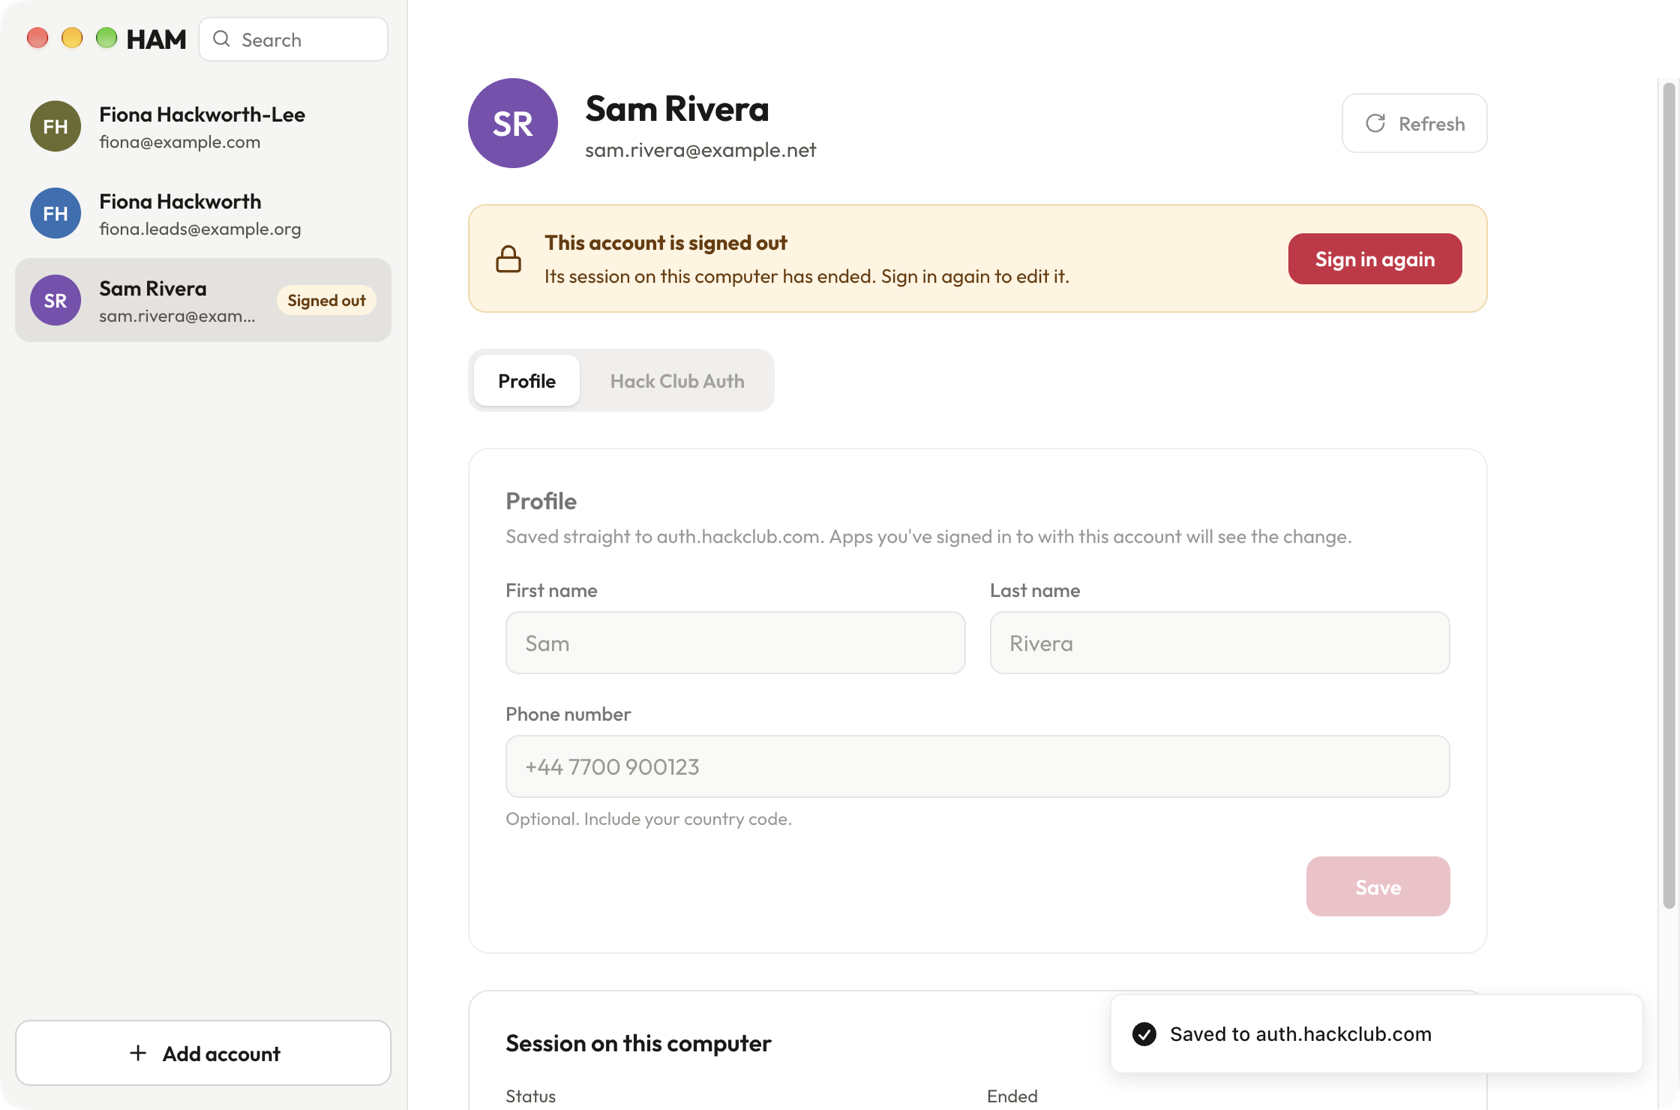 HAM
Search
FH
Fiona Hackworth-Lee
fiona@example.com
FH
Fiona Hackworth
fiona.leads@example.org
SR
Sam Rivera
sam.rivera@exam...
Signed out
Add account
SR
Sam Rivera
sam.rivera@example.net
Refresh
This account is signed out
Its session on this computer has ended. Sign in again to edit it.
Sign in again
Profile
Hack Club Auth
Profile
Saved straight to auth.hackclub.com. Apps you've signed in to with this account will see the change.
First name
Last name
Sam
Rivera
Phone number
+44 7700 900123
Optional. Include your country code.
Save
Session on this computer
Status
Ended
Saved to auth.hackclub.com